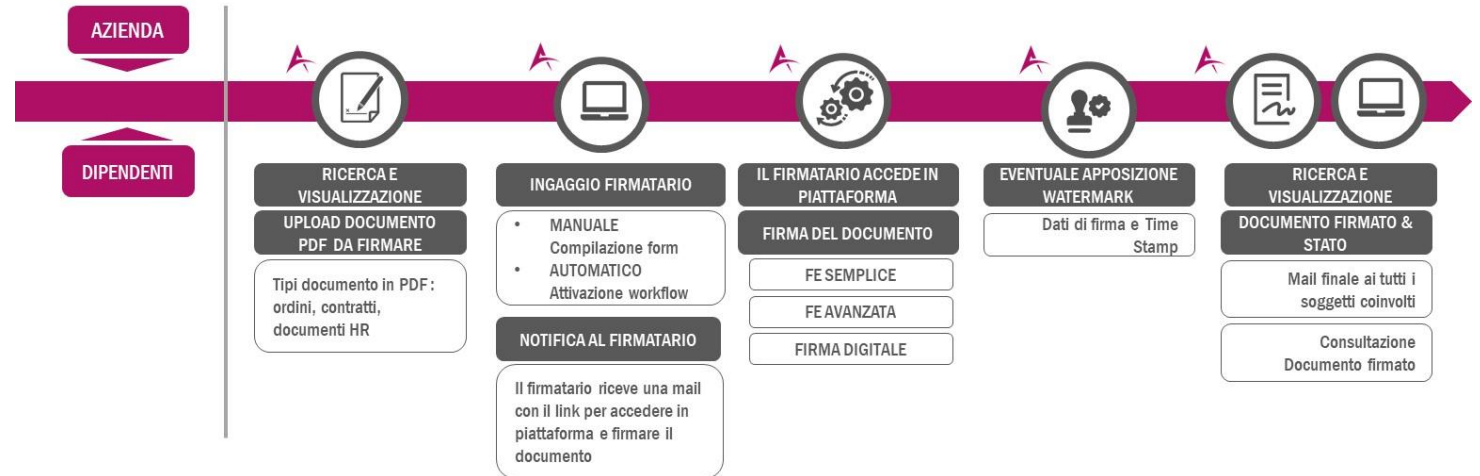 AZIENDA
DIPENDENTI
RICERCA E
VISUALIZZAZIONE
UPLOAD DOCUMENTO
PDF DA FIRMARE
Tipi documento in PDF:
ordini, contratti,
documenti HR
INGAGGIO FIRMATARIO
• MANUALE
Compilazione form
• AUTOMATICO
Attivazione workflow
NOTIFICA AL FIRMATARIO
Il firmatario riceve una mail
con il link per accedere in
piattaforma e firmare il
documento
IL FIRMATARIO ACCEDE IN
PIATTAFORMA
FIRMA DEL DOCUMENTO
FE SEMPLICE
FE AVANZATA
FIRMA DIGITALE
EVENTUALE APPOSIZIONE
WATERMARK
Dati di firma e Time
Stamp
RICERCA E
VISUALIZZAZIONE
DOCUMENTO FIRMATO &
STATO
Mail finale ai tutti i
soggetti coinvolti
Consultazione
Documento firmato